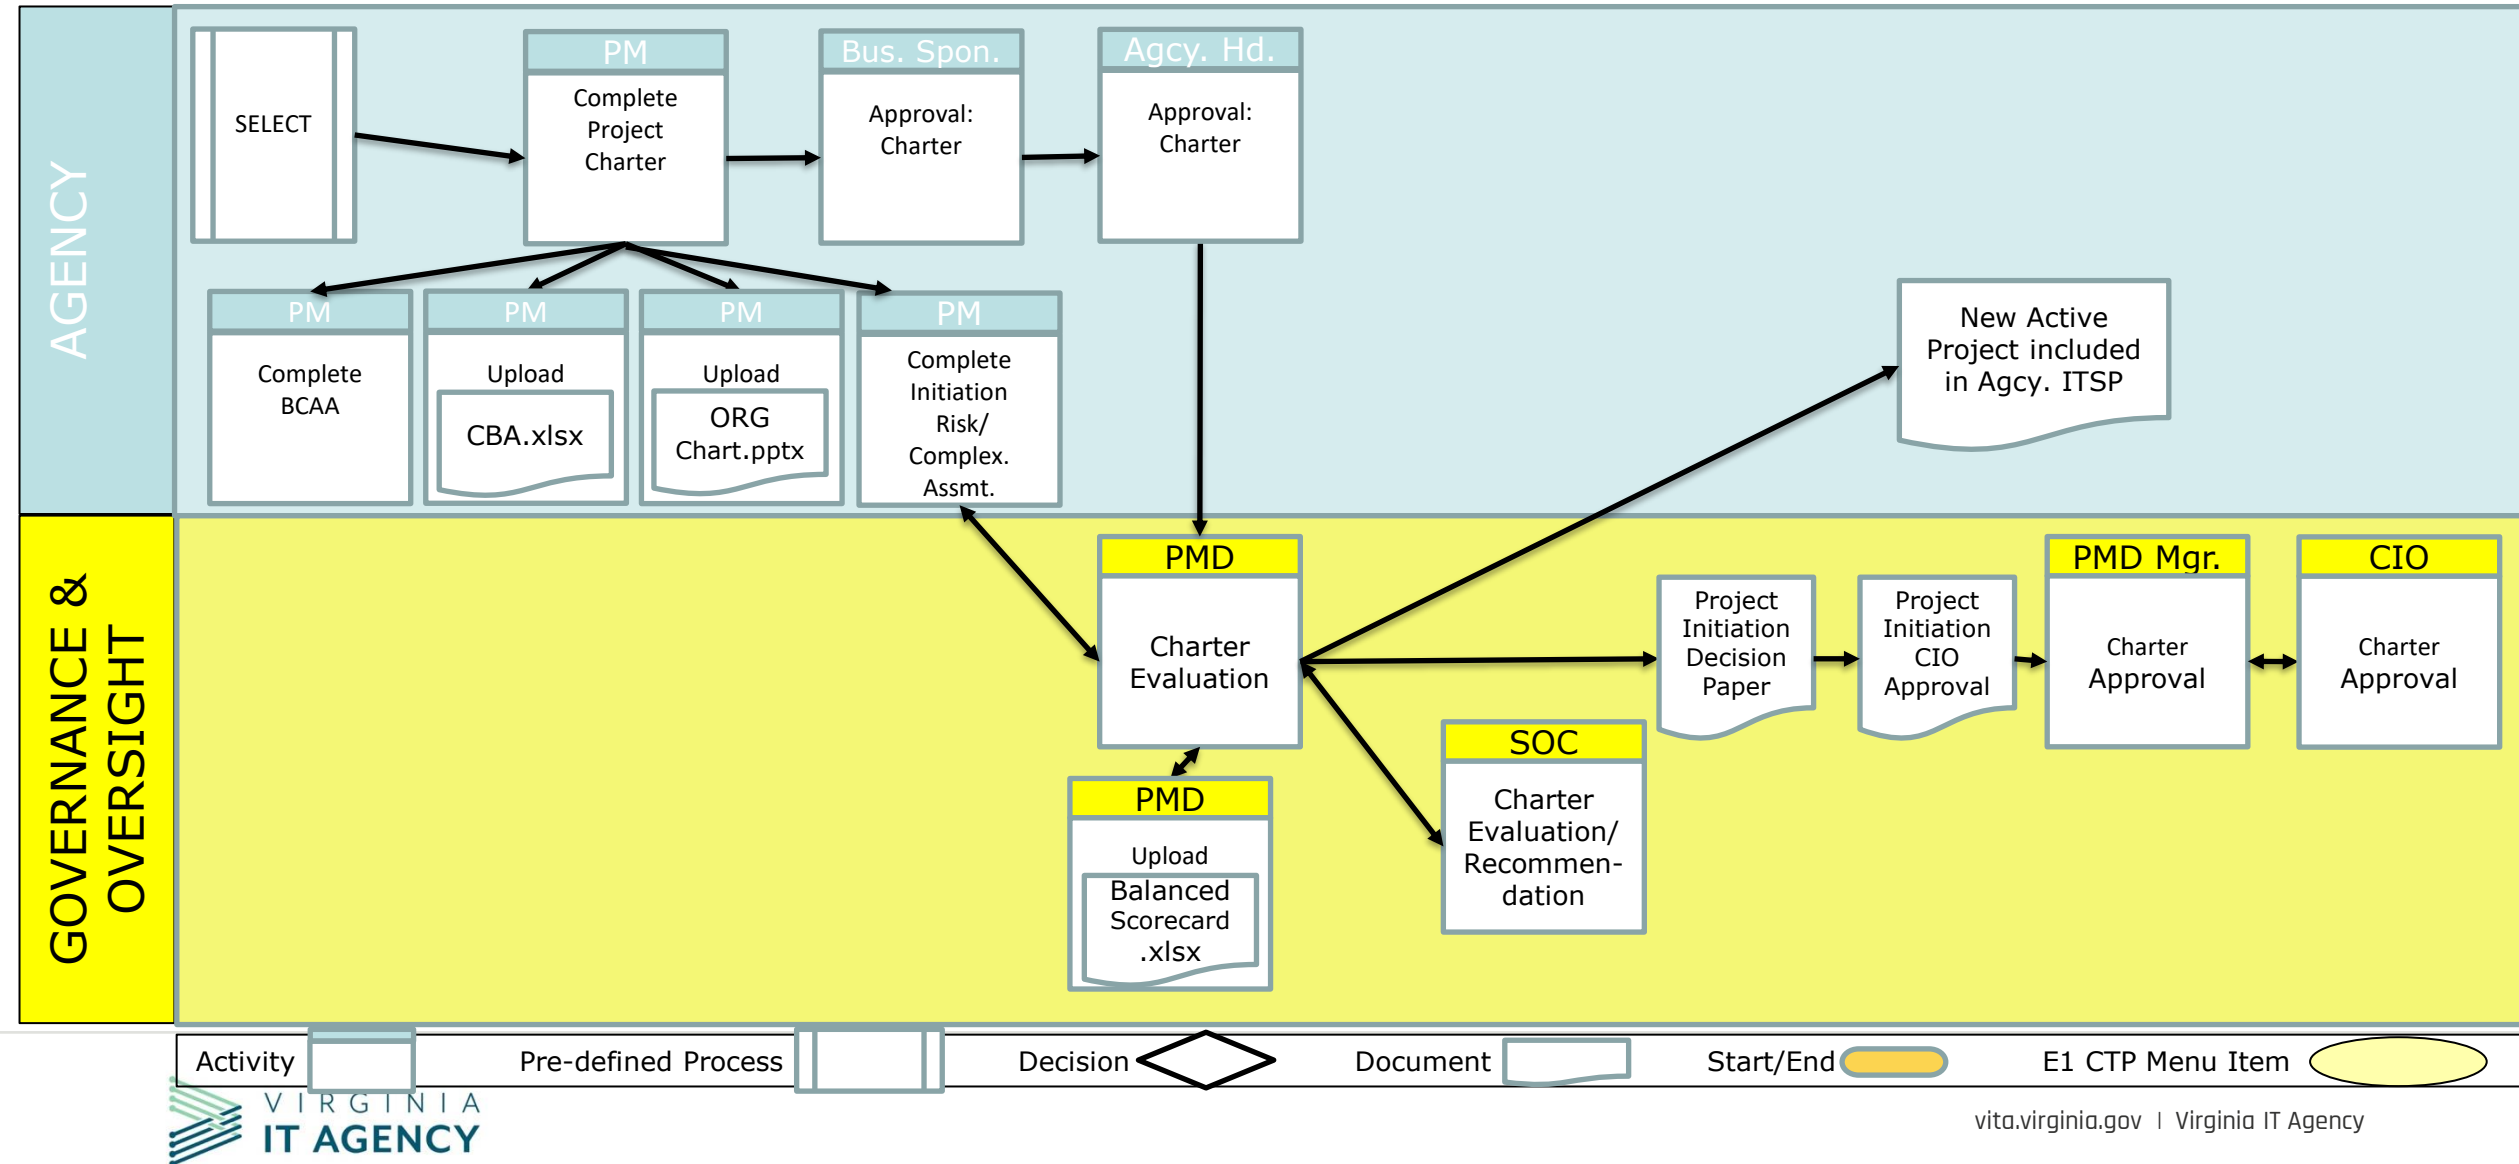 AGENCY
SELECT
PM
Complete
Project
Charter
Bus. Spon.
Approval:
Charter
Agcy. Hd.
Approval:
Charter
PM
Complete
BCAA
PM
Upload
CBA.xlsx
PM
Upload
ORG
Chart.pptx
PM
Complete
Initiation
Risk/
Complex.
Assmt.
New Active
Project included
in Agcy. ITSP
GOVERNANCE &
OVERSIGHT
PMD
Charter
Evaluation
PMD
Upload
Balanced
Scorecard
.xlsx
SOC
Charter
Evaluation/
Recommen-
dation
Project
Initiation
Decision
Paper
Project
Initiation
CIO
Approval
PMD Mgr.
Charter
Approval
CIO
Charter
Approval
Activity
Pre-defined Process
Decision
Document
Start/End
E1 CTP Menu Item
VIRGINIA
IT AGENCY
vita.virginia.gov | Virginia IT Agency